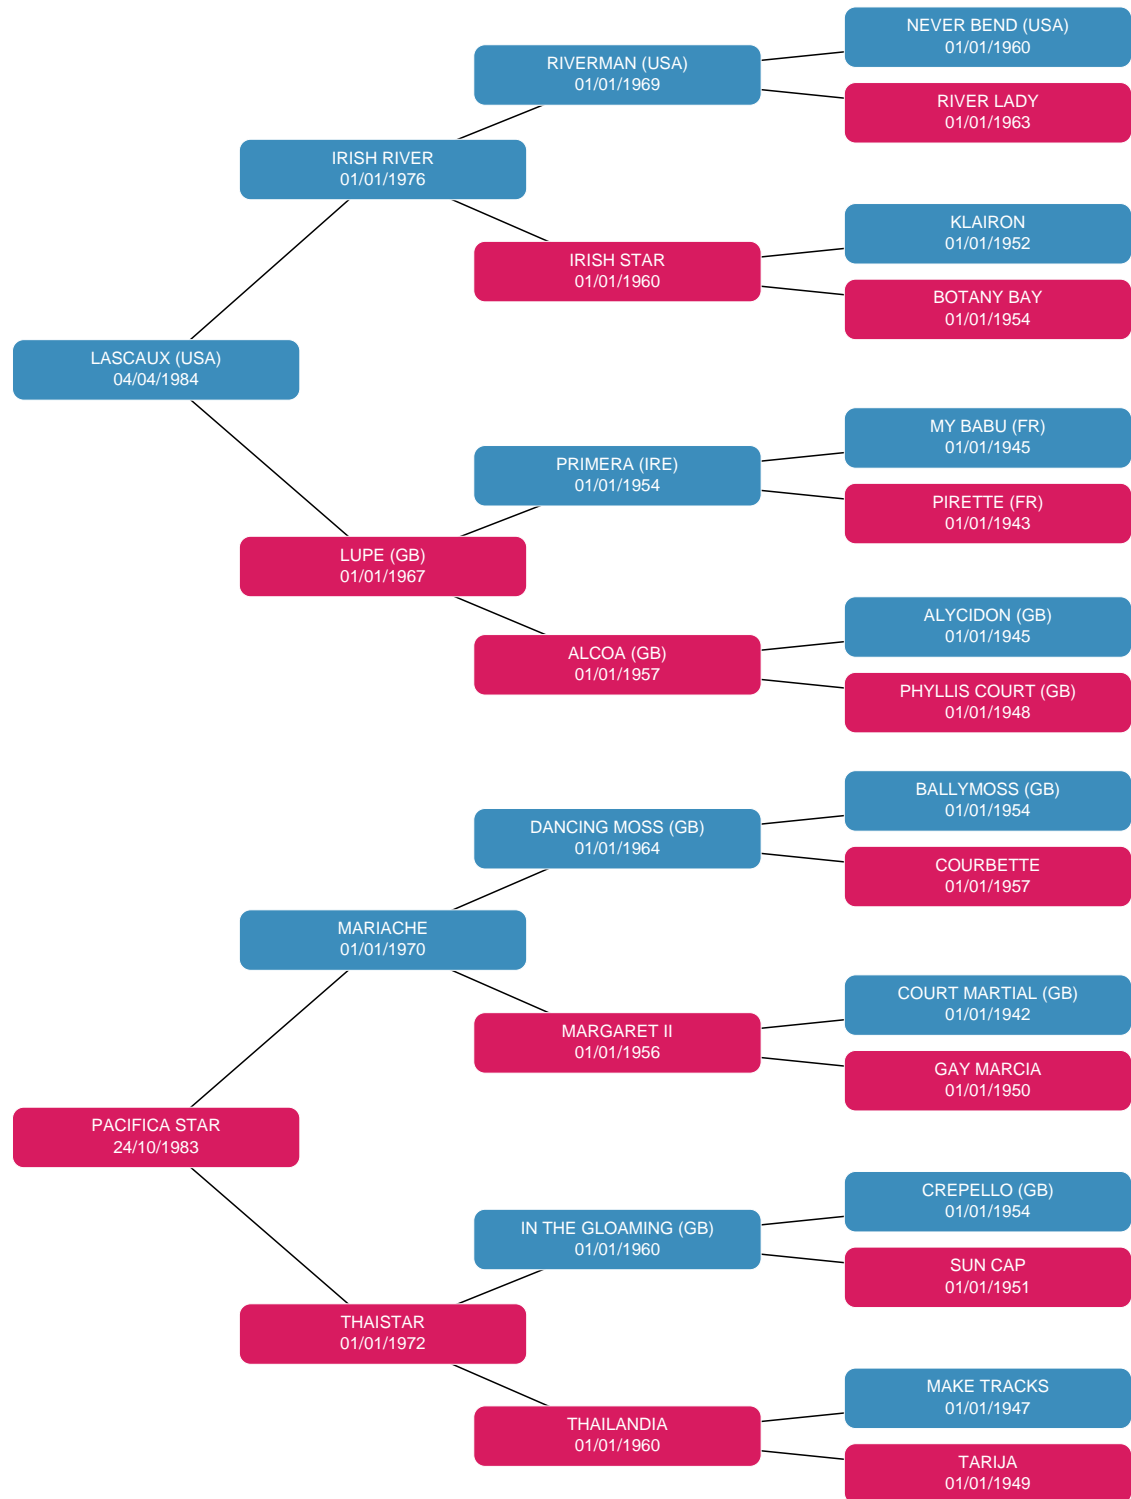 NEVER BEND (USA)
01/01/1960
RIVERMAN (USA)
01/01/1969
RIVER LADY
01/01/1963
IRISH RIVER
01/01/1976
KLAIRON
01/01/1952
IRISH STAR
01/01/1960
BOTANY BAY
01/01/1954
LASCAUX (USA)
04/04/1984
MY BABU (FR)
01/01/1945
PRIMERA (IRE)
01/01/1954
PIRETTE (FR)
01/01/1943
LUPE (GB)
01/01/1967
ALYCIDON (GB)
01/01/1945
ALCOA (GB)
01/01/1957
PHYLLIS COURT (GB)
01/01/1948
BALLYMOSS (GB)
01/01/1954
DANCING MOSS (GB)
01/01/1964
COURBETTE
01/01/1957
MARIACHE
01/01/1970
COURT MARTIAL (GB)
01/01/1942
MARGARET II
01/01/1956
GAY MARCIA
01/01/1950
PACIFICA STAR
24/10/1983
CREPELLO (GB)
01/01/1954
IN THE GLOAMING (GB)
01/01/1960
SUN CAP
01/01/1951
THAISTAR
01/01/1972
MAKE TRACKS
01/01/1947
THAILANDIA
01/01/1960
TARIJA
01/01/1949